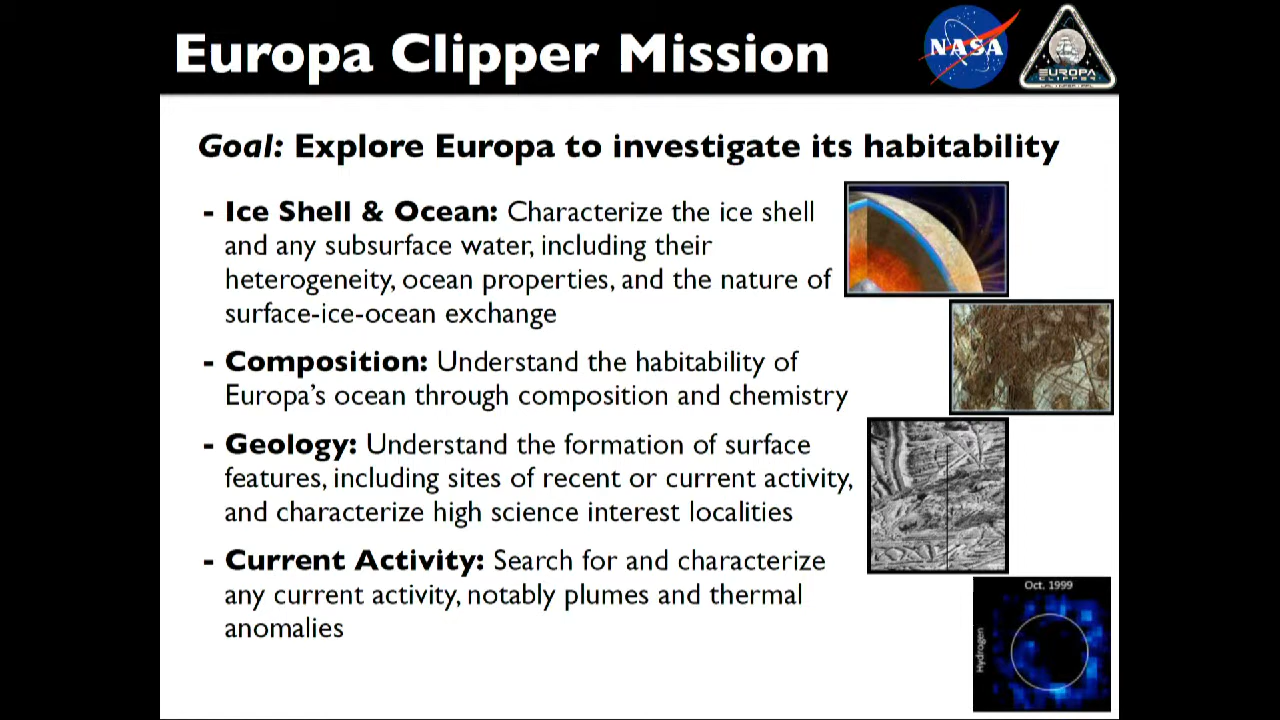 Europa Clipper Mission
NASA
EUROPA
CLIPPER
Goal: Explore Europa to investigate its habitability
- Ice Shell & Ocean: Characterize the ice shell
and any subsurface water, including their
heterogeneity, ocean properties, and the nature of
surface-ice-ocean exchange
- Composition: Understand the habitability of
Europa's ocean through composition and chemistry
- Geology: Understand the formation of surface
features, including sites of recent or current activity,
and characterize high science interest localities
- Current Activity: Search for and characterize
any current activity, notably plumes and thermal
anomalies
Oct. 1999
Hydrogen